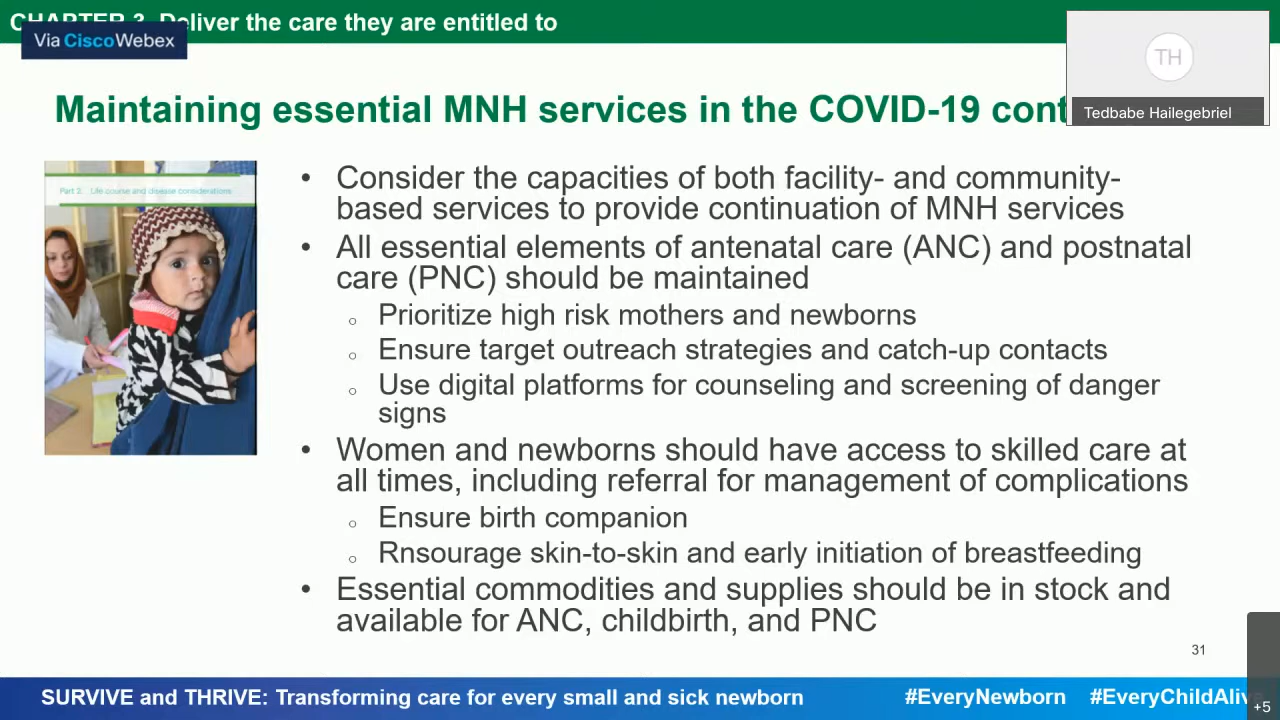 CHAPTER 3 Deliver the care they are entitled to
Via Cisco Webex
TH
Tedbabe Hailegebriel
Maintaining essential MNH services in the COVID-19 cont
Part 2. Life course and disease considerations
• Consider the capacities of both facility- and community-
based services to provide continuation of MNH services
• All essential elements of antenatal care (ANC) and postnatal
care (PNC) should be maintained
o Prioritize high risk mothers and newborns
o Ensure target outreach strategies and catch-up contacts
o Use digital platforms for counseling and screening of danger
signs
• Women and newborns should have access to skilled care at
all times, including referral for management of complications
o Ensure birth companion
o Rnsourage skin-to-skin and early initiation of breastfeeding
• Essential commodities and supplies should be in stock and
available for ANC, childbirth, and PNC
31
SURVIVE and THRIVE: Transforming care for every small and sick newborn
#EveryNewborn #EveryChildAlive
+5